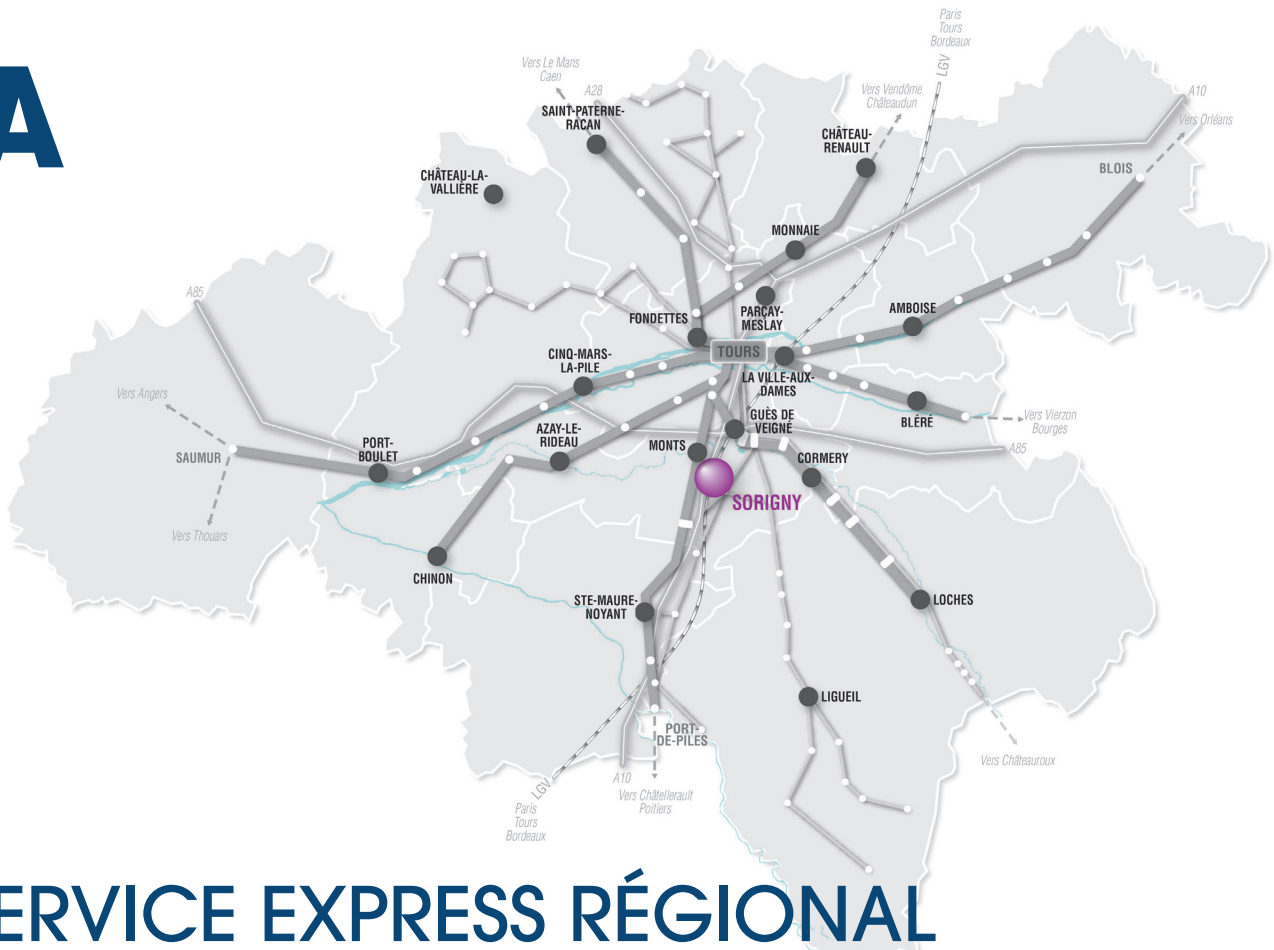 A
Paris
Tours
Bordeaux
LGV
Vers Le Mans
Caen
A28
SAINT-PATERNE-
RACAN
Vers Vendôme
Châteaudun
A10
Vers Orléans
CHÂTEAU-
RENAULT
BLOIS
CHÂTEAU-LA-
VALLIÈRE
MONNAIE
A85
PARÇAY-
MESLAY
FONDETTES
AMBOISE
TOURS
CINQ-MARS-
LA-PILE
LA VILLE-AUX-
DAMES
Vers Angers
BLÉRÉ
Vers Vierzon
Bourges
GUÈS DE
VEIGNÉ
AZAY-LE-
RIDEAU
PORT-
BOULET
MONTS
A85
SAUMUR
CORMERY
SORIGNY
Vers Thouars
CHINON
STE-MAURE-
NOYANT
LOCHES
LIGUEIL
PORT-
DE-PILES
Vers Châteauroux
A10
LGV
Vers Châtellerault
Poitiers
Paris
Tours
Bordeaux
ERVICE EXPRESS RÉGIONAL